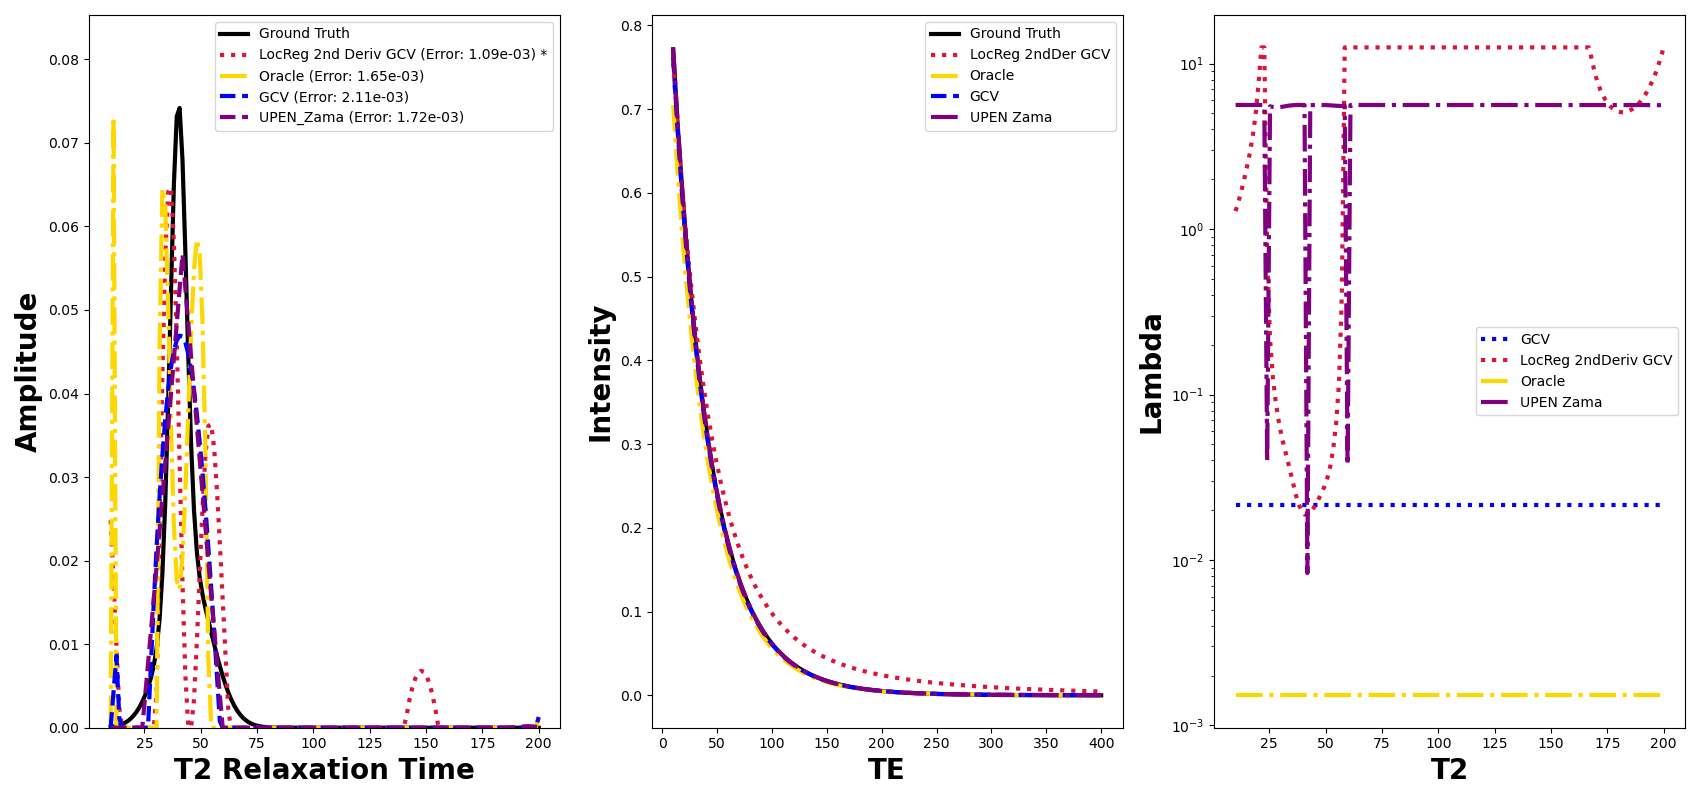 Amplitude
0.08
0.07
0.06
0.05
0.04
0.03
0.02
0.01
0.00
25 50 75 100 125 150 175 200
T2 Relaxation Time
Ground Truth
LocReg 2nd Deriv GCV (Error: 1.09e-03) *
Oracle (Error: 1.65e-03)
GCV (Error: 2.11e-03)
UPEN_Zama (Error: 1.72e-03)
Intensity
0.8
0.7
0.6
0.5
0.4
0.3
0.2
0.1
0.0
0 50 100 150 200 250 300 350 400
TE
Ground Truth
LocReg 2ndDer GCV
Oracle
GCV
UPEN Zama
Lambda
10¹
10⁰
10⁻¹
10⁻²
10⁻³
25 50 75 100 125 150 175 200
T2
GCV
LocReg 2ndDeriv GCV
Oracle
UPEN Zama